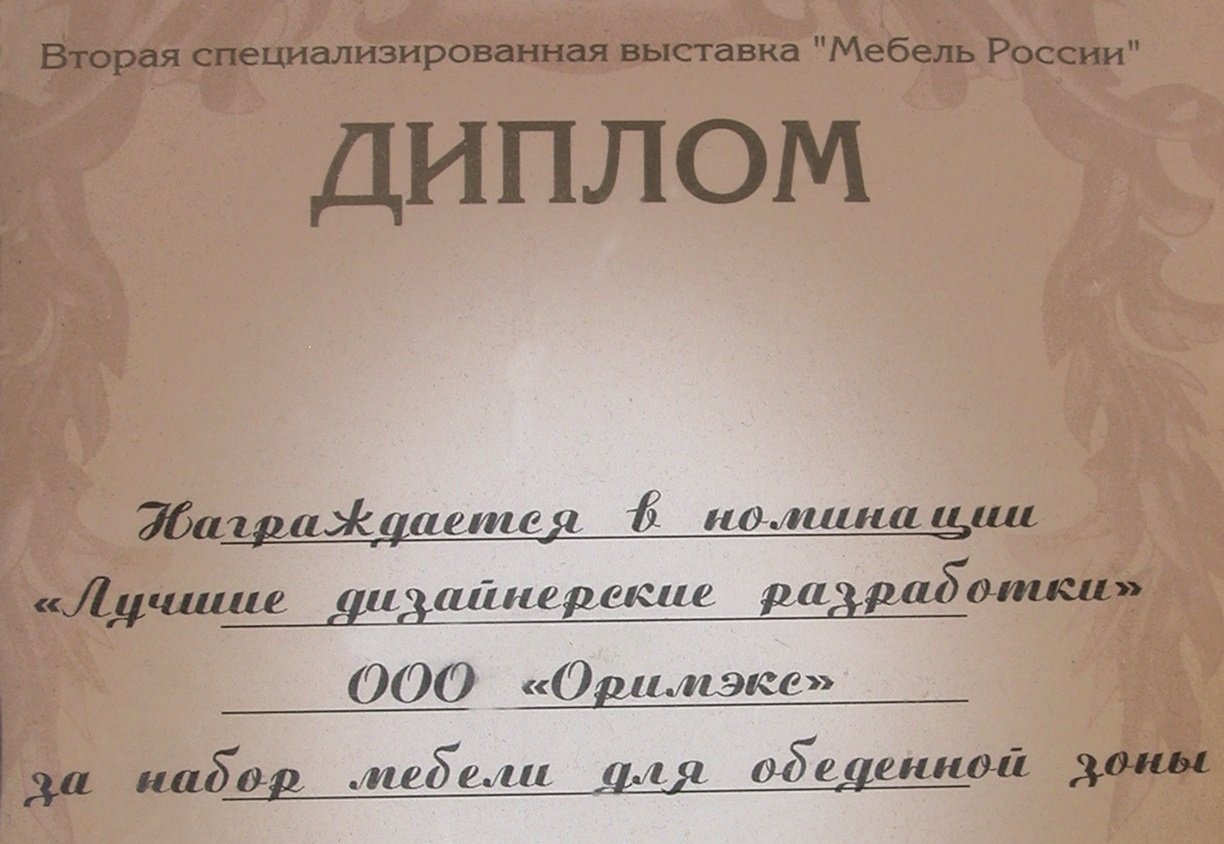 Вторая специализированная выставка "Мебель России"
ДИПЛОМ
Награждается в номинации
«Лучшие дизайнерские разработки»
ООО «Оримэкс»
за набор мебели для обеденной зоны